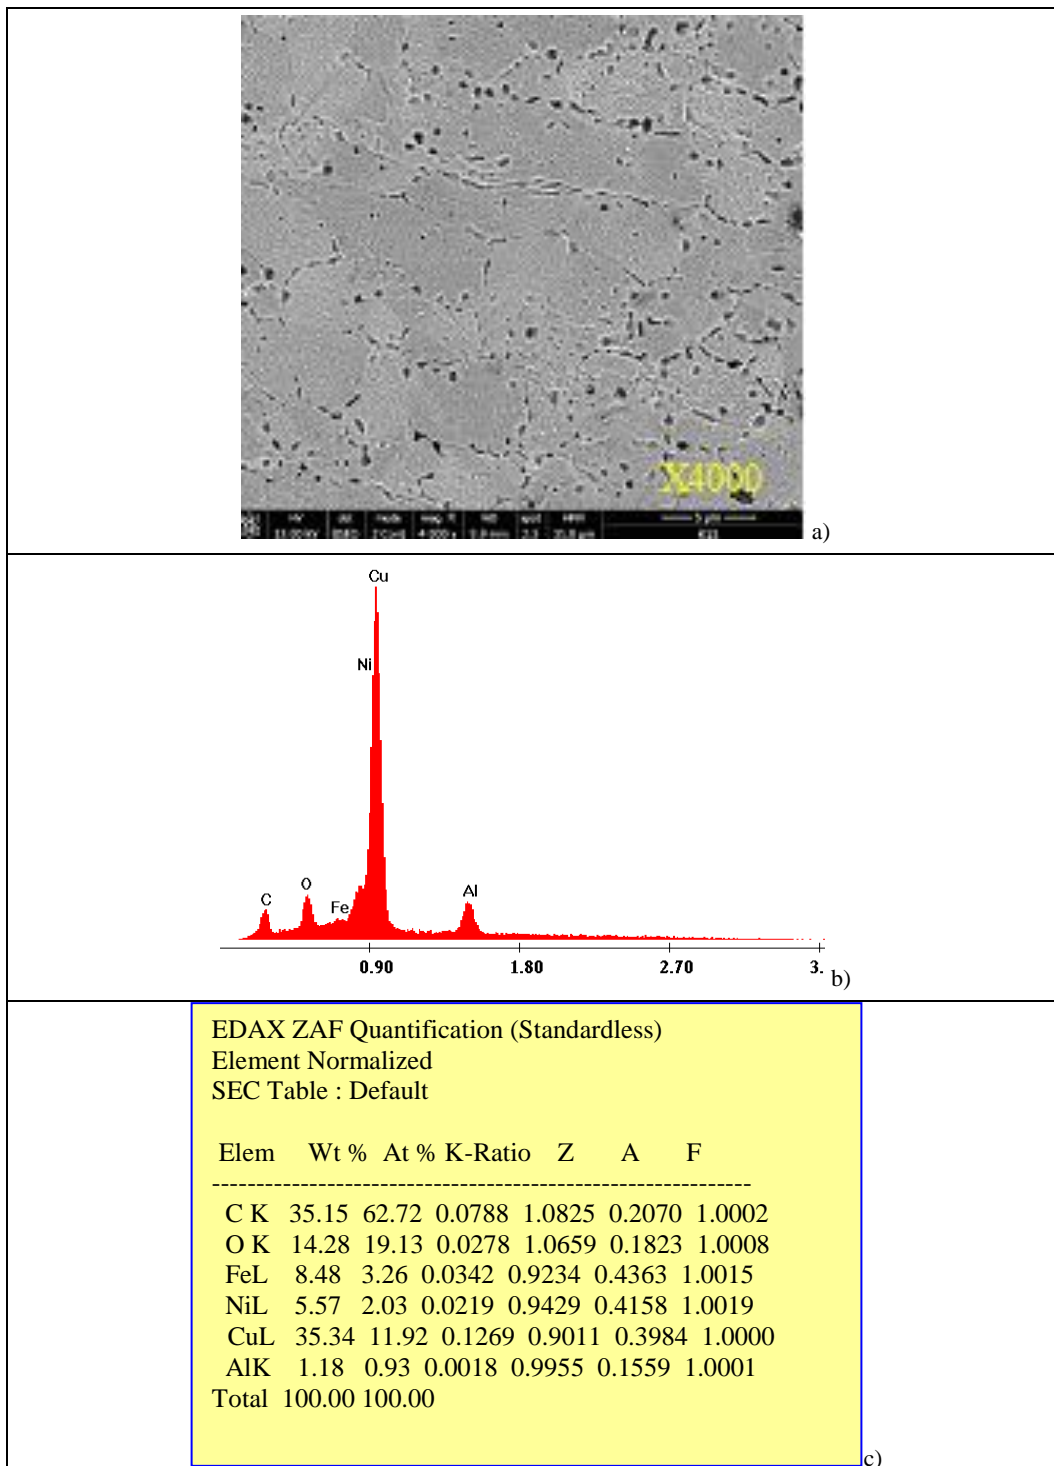 X4000
a)
Cu
Ni
C
O
Fe
Al
0.90 1.80 2.70 3.
b)
EDAX ZAF Quantification (Standardless)
Element Normalized
SEC Table : Default
Elem Wt % At % K-Ratio Z A F
------------------------------------------------------------
C K 35.15 62.72 0.0788 1.0825 0.2070 1.0002
O K 14.28 19.13 0.0278 1.0659 0.1823 1.0008
FeL 8.48 3.26 0.0342 0.9234 0.4363 1.0015
NiL 5.57 2.03 0.0219 0.9429 0.4158 1.0019
CuL 35.34 11.92 0.1269 0.9011 0.3984 1.0000
AlK 1.18 0.93 0.0018 0.9955 0.1559 1.0001
Total 100.00 100.00
c)